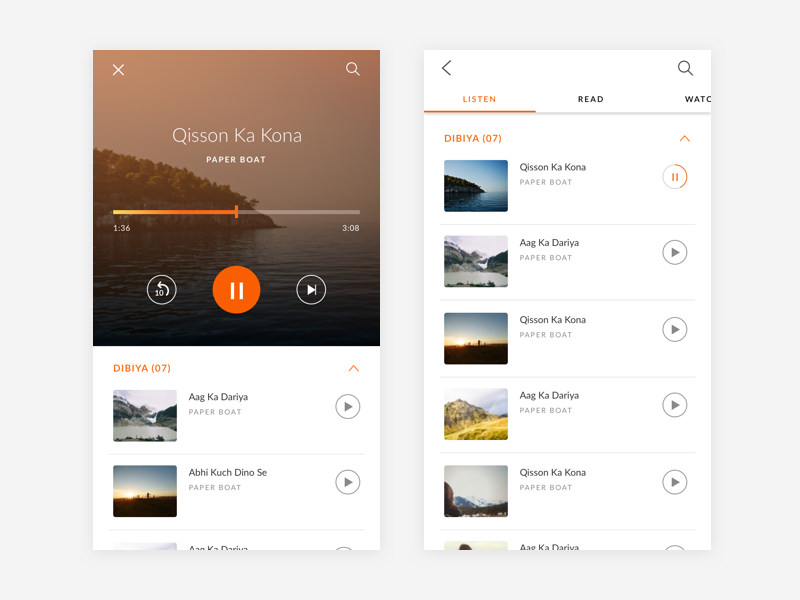 Qisson Ka Kona
PAPER BOAT
1:36
3:08
10
DIBIYA (07)
Aag Ka Dariya
PAPER BOAT
Abhi Kuch Dino Se
PAPER BOAT
Aag Ka Dariya
LISTEN
READ
WATC
DIBIYA (07)
Qisson Ka Kona
PAPER BOAT
Aag Ka Dariya
PAPER BOAT
Qisson Ka Kona
PAPER BOAT
Aag Ka Dariya
PAPER BOAT
Qisson Ka Kona
PAPER BOAT
Aag Ka Dariya